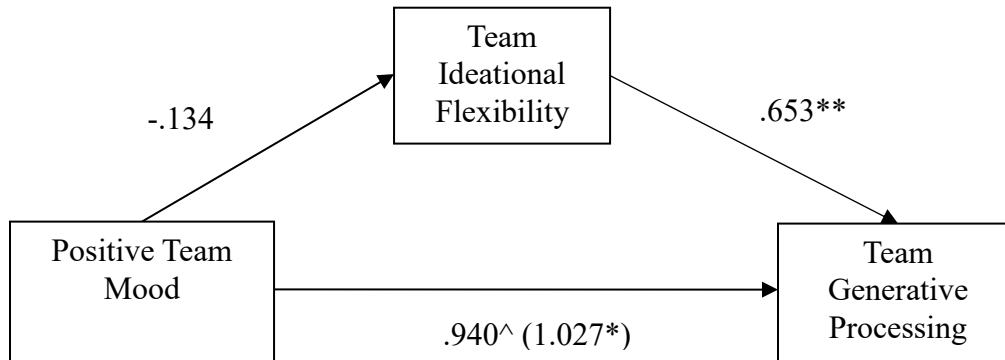 Team
Ideational
Flexibility
-.134
.653**
Positive Team
Mood
Team
Generative
Processing
.940^ (1.027*)